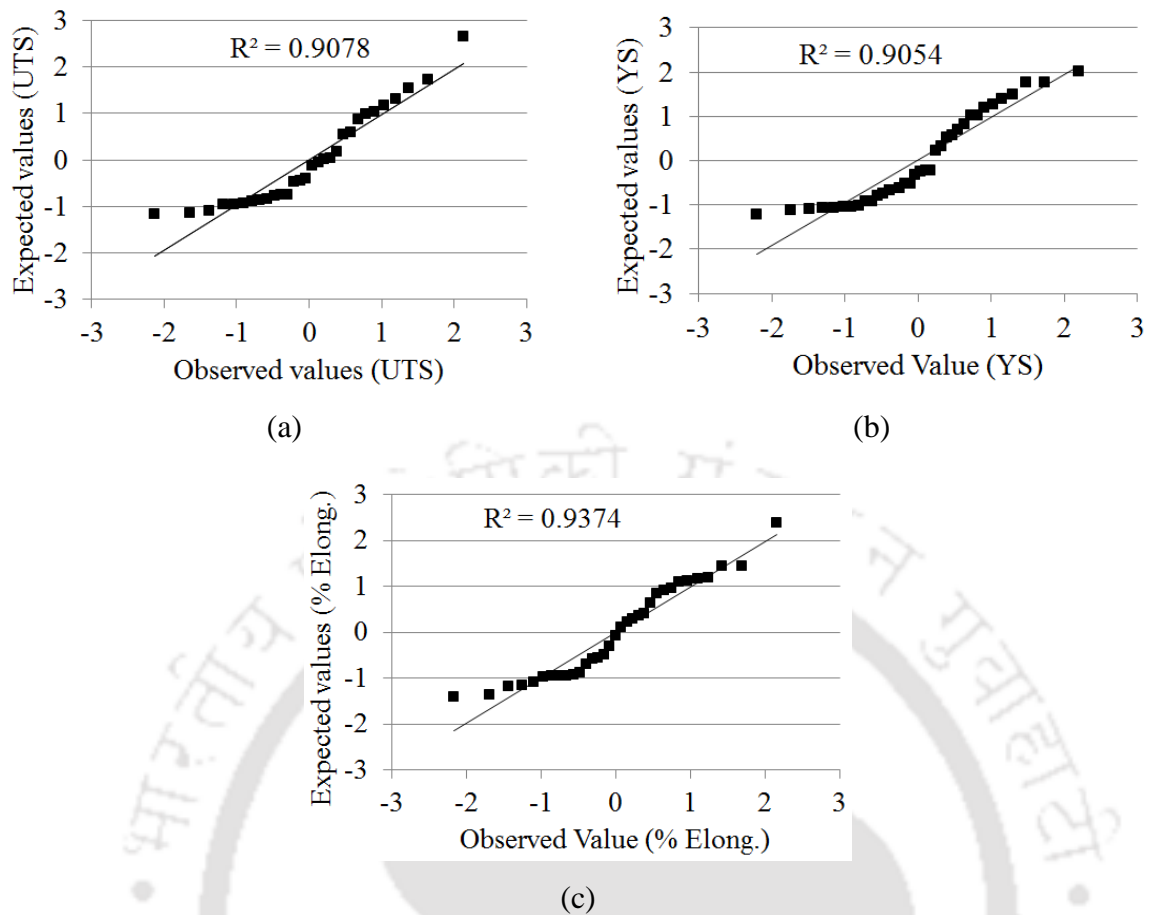 R² = 0.9078
Expected values (UTS)
3
2
1
0
-1
-2
-3
-3 -2 -1 0 1 2 3
Observed values (UTS)
(a)
R² = 0.9054
Expected values (YS)
3
2
1
0
-1
-2
-3
-3 -2 -1 0 1 2 3
Observed Value (YS)
(b)
R² = 0.9374
Expected values (% Elong.)
3
2
1
0
-1
-2
-3
-3 -2 -1 0 1 2 3
Observed Value (% Elong.)
(c)
भारतीय
गुवाहाटी